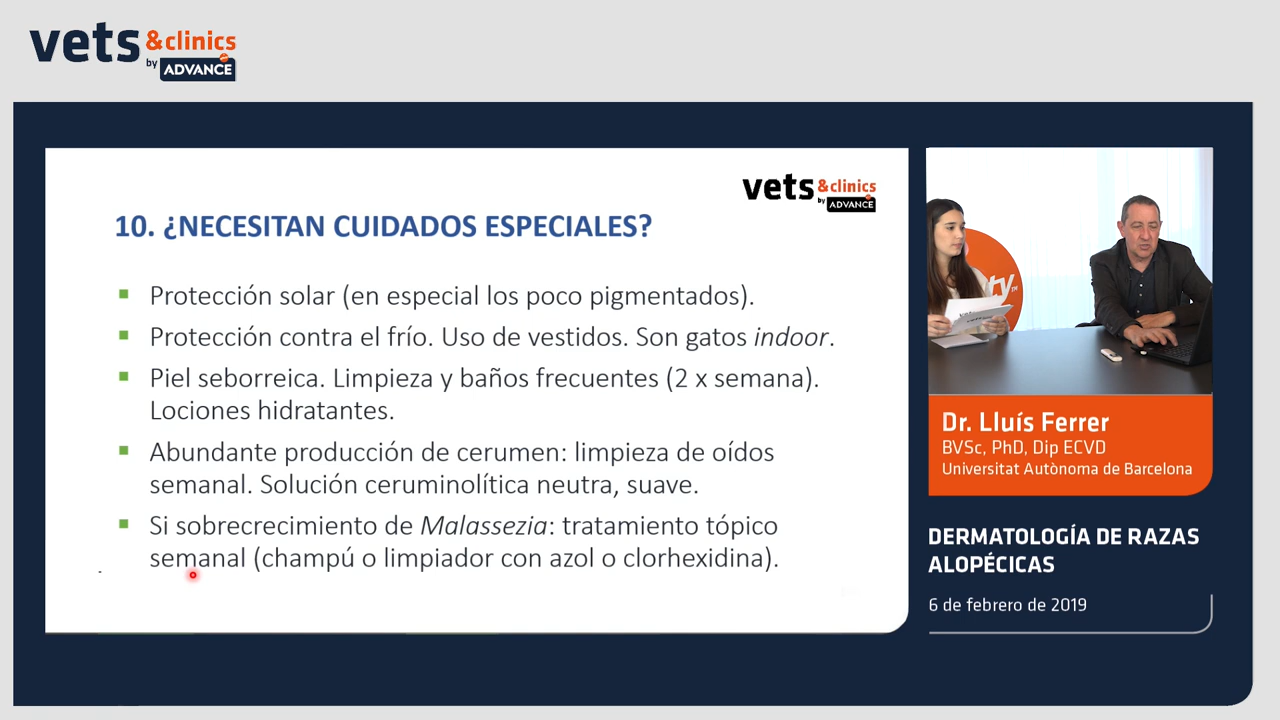 vets &clinics
by ADVANCE
vets &clinics
by ADVANCE
10. ¿NECESITAN CUIDADOS ESPECIALES?
Protección solar (en especial los poco pigmentados).
Protección contra el frío. Uso de vestidos. Son gatos indoor.
Piel seborreica. Limpieza y baños frecuentes (2 x semana).
Lociones hidratantes.
Abundante producción de cerumen: limpieza de oídos
semanal. Solución ceruminolítica neutra, suave.
Si sobrecrecimiento de Malassezia: tratamiento tópico
semanal (champú o limpiador con azol o clorhexidina).
Dr. Lluís Ferrer
BVSc, PhD, Dip ECVD
Universitat Autònoma de Barcelona
DERMATOLOGÍA DE RAZAS
ALOPÉCICAS
6 de febrero de 2019